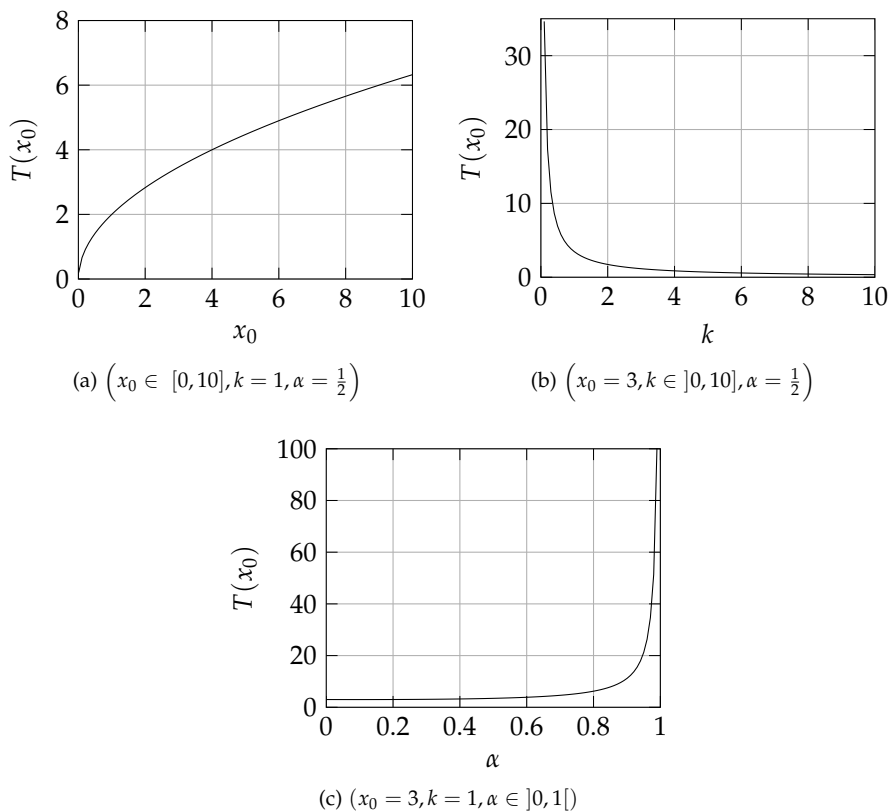 8
6
4
2
0
T(x₀)
0 2 4 6 8 10
x₀
(a) (x₀ ∈ [0, 10], k = 1, α = 1/2)
30
20
10
0
T(x₀)
0 2 4 6 8 10
k
(b) (x₀ = 3, k ∈ ]0, 10], α = 1/2)
100
80
60
40
20
0
T(x₀)
0 0.2 0.4 0.6 0.8 1
α
(c) (x₀ = 3, k = 1, α ∈ ]0, 1[)